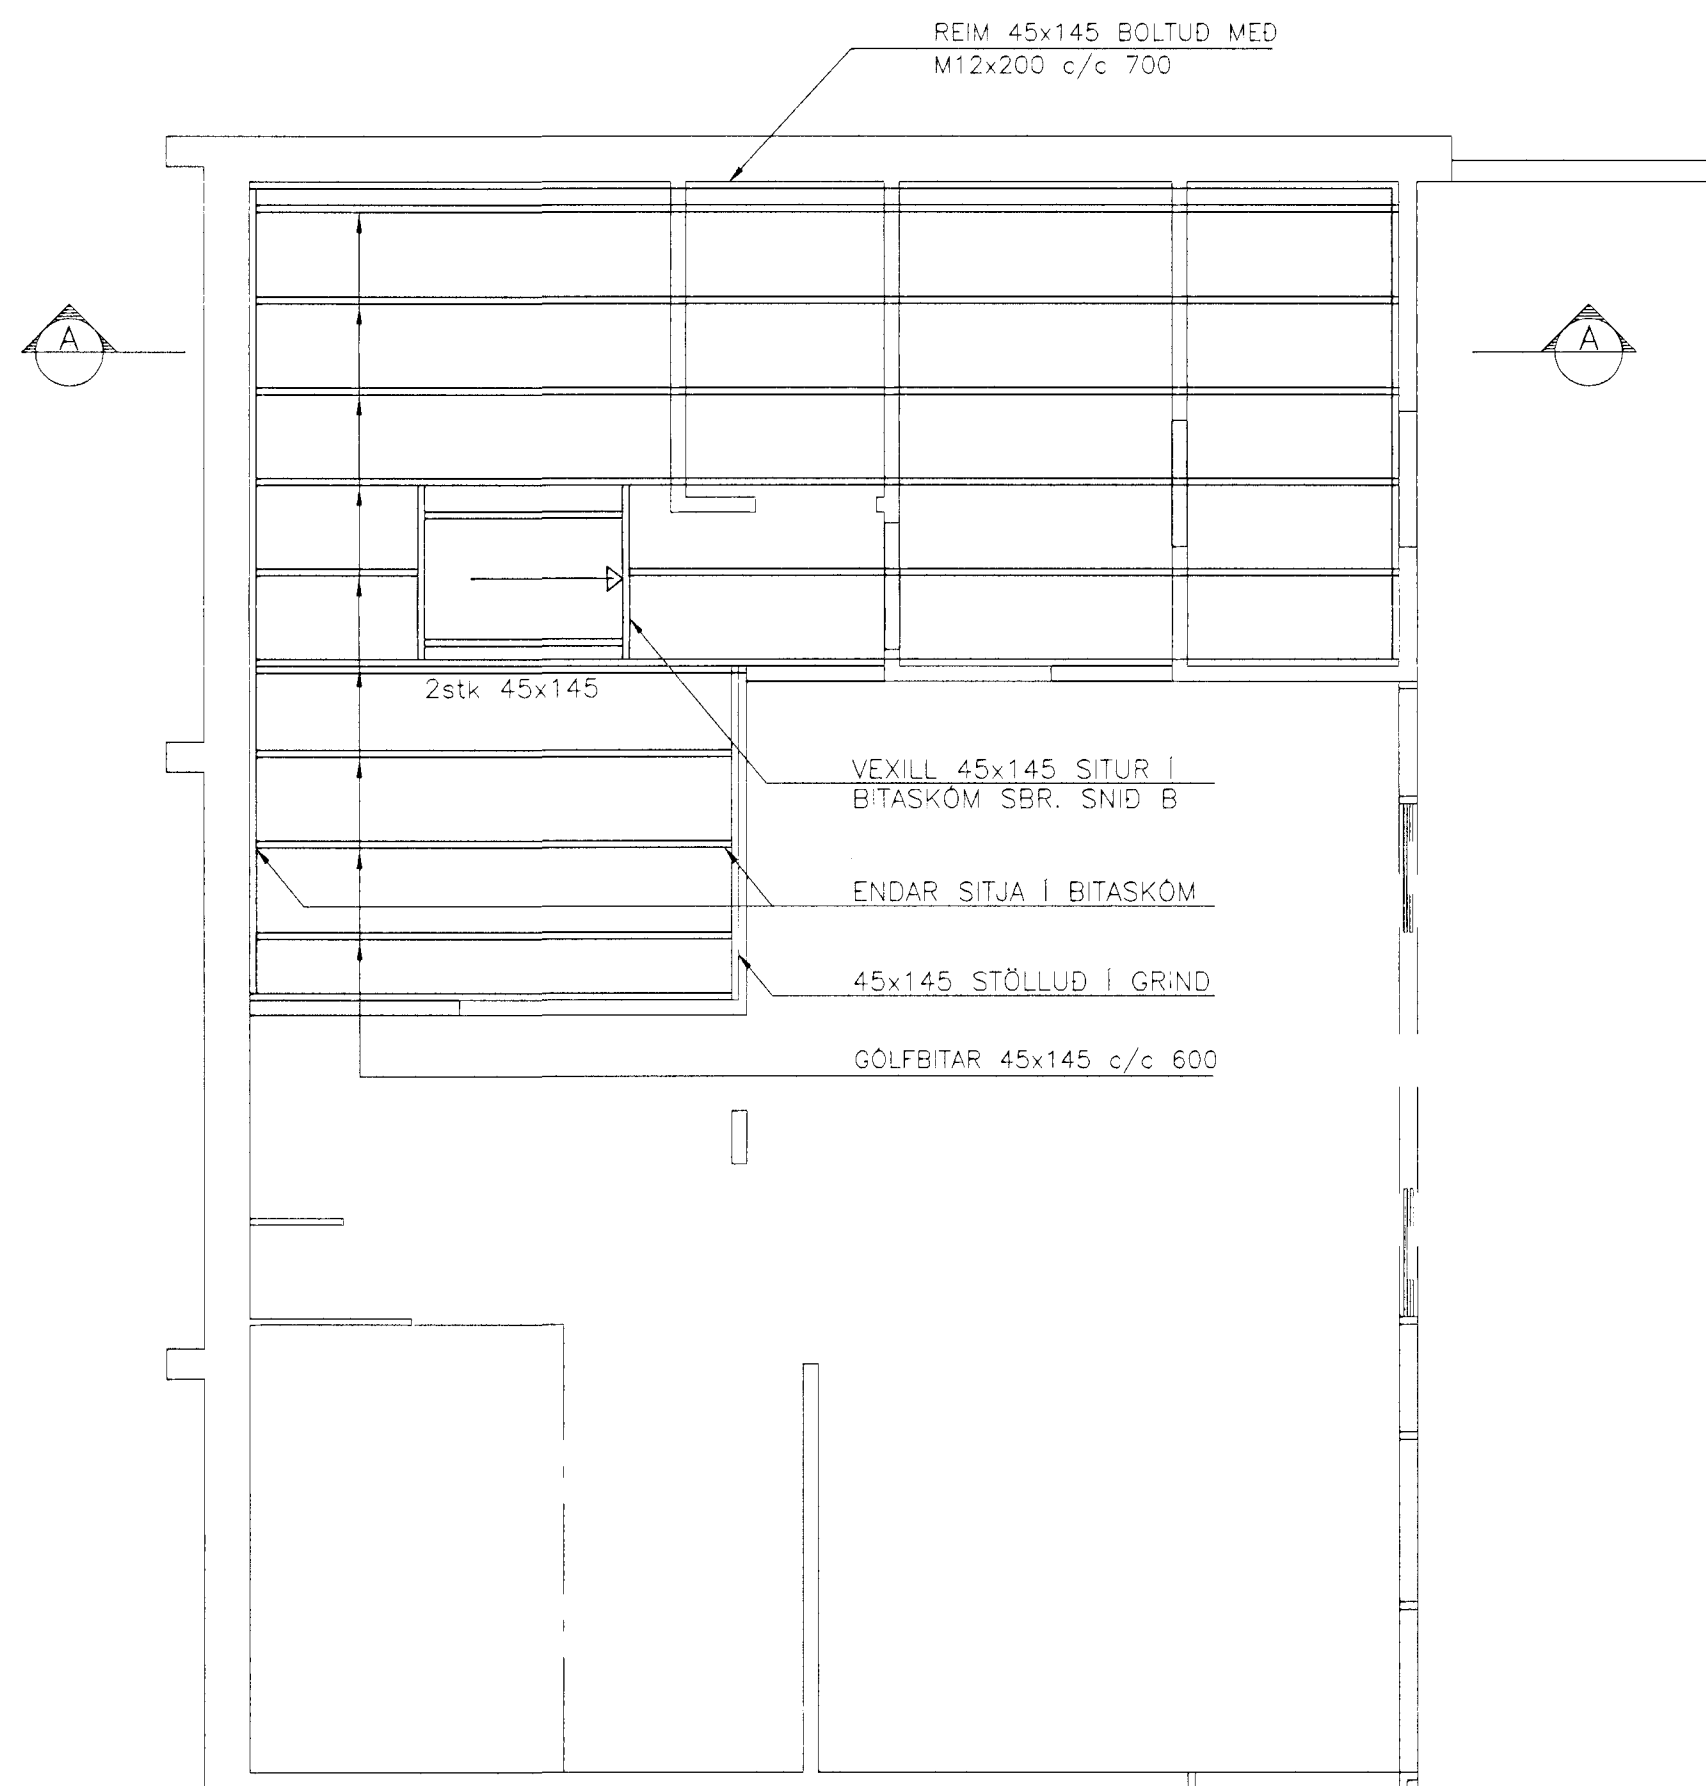 REIM 45x145 BOLTUÐ MEÐ
M12x200 c/c 700
A
A
2stk 45x145
VEXILL 45x145 SITUR Í
BITASKÓM SBR. SNIÐ B
ENDAR SITJA Í BITASKÓM
45x145 STÖLLUÐ Í GRIND
GÓLFBITAR 45x145 c/c 600